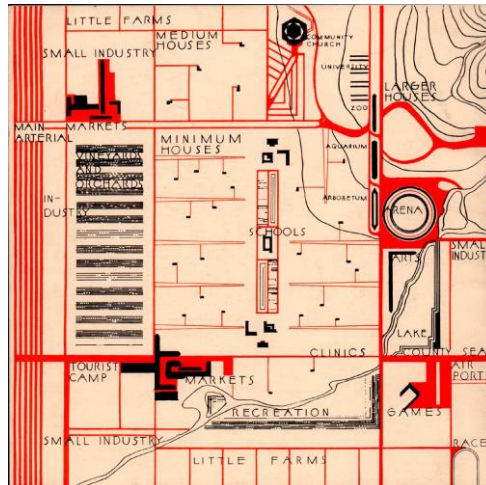 LITTLE FARMS
MEDIUM
HOUSES
COMMUNITY
CHURCH
SMALL INDUSTRY
UNIVERSITY
ZOO
LARGER
HOUSES
MAIN
ARTERIAL
MARKETS
MINIMUM
HOUSES
AQUARIUM
VINEYARDS
AND
ORCHARDS
IN-
DUSTRY
ARBORETUM
ARENA
SCHOOLS
ARTS
SMALL
INDUST
LAKE
CLINICS
COUNTY SEA
TOURIST
CAMP
MARKETS
AIR
PORT
RECREATION
GAMES
SMALL INDUSTRY
RACE
LITTLE FARMS